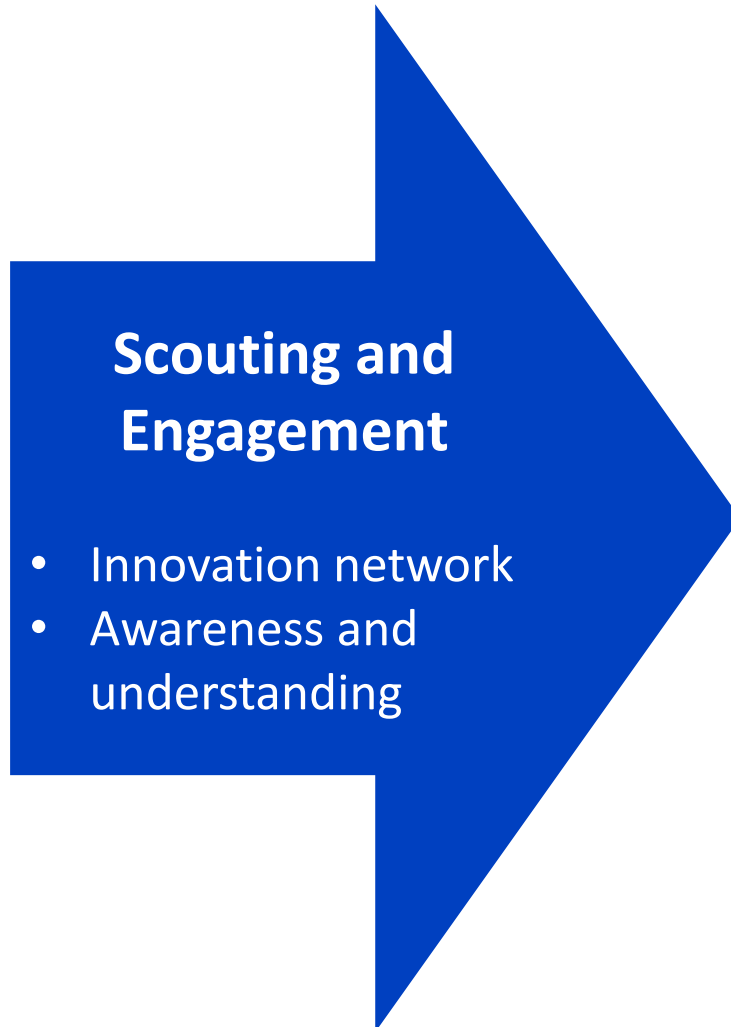 Scouting and
Engagement
• Innovation network
• Awareness and
understanding